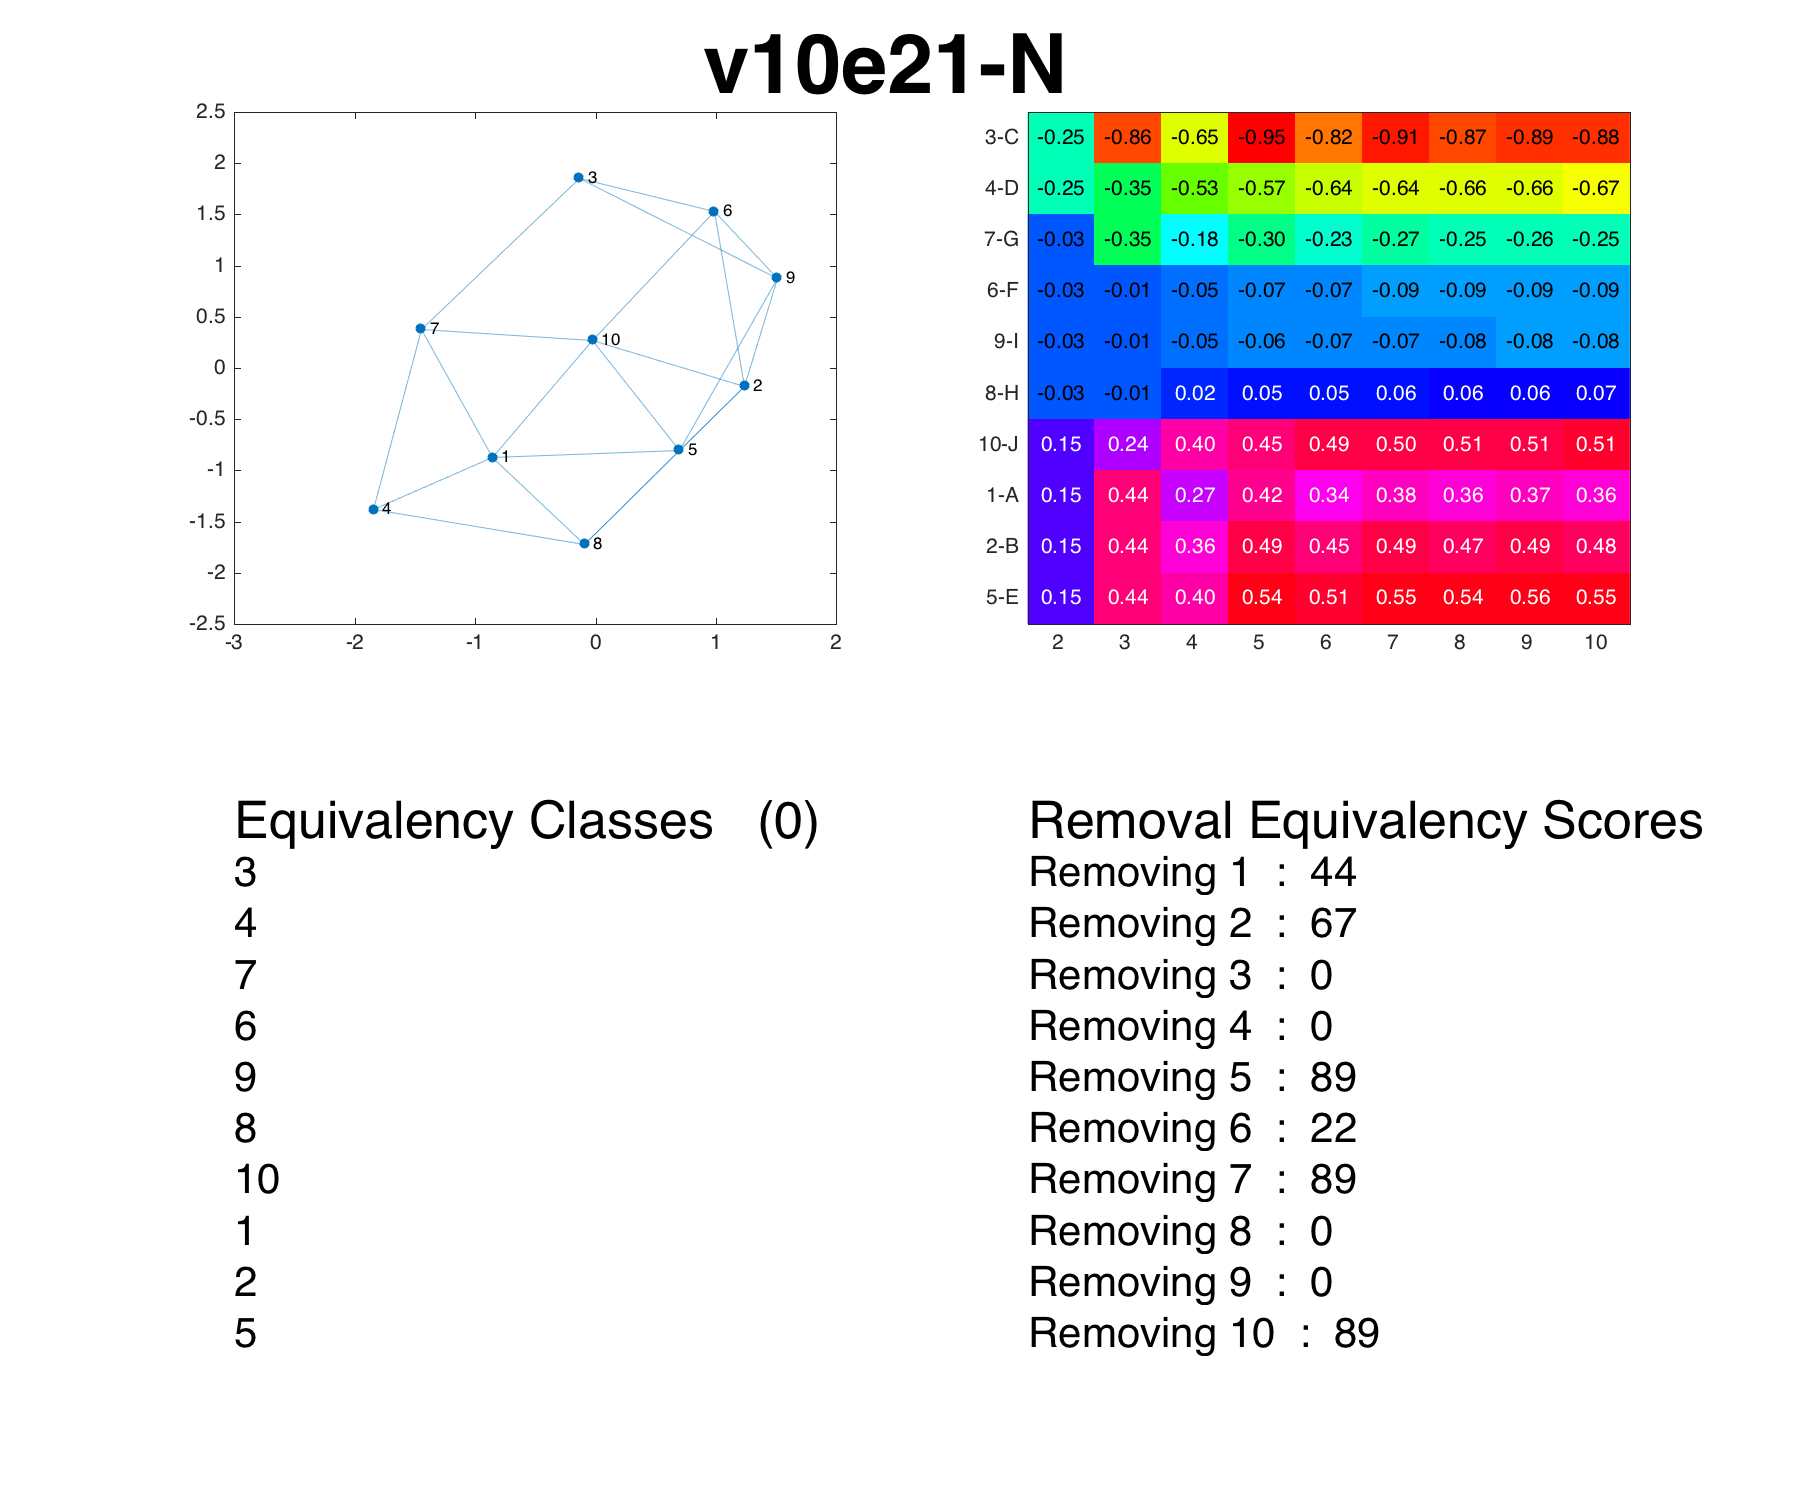 v10e21-N
2.5
2
1.5
1
0.5
0
-0.5
-1
-1.5
-2
-2.5
-3 -2 -1 0 1 2
3
6
9
7
10
2
5
1
4
8
3-C -0.25 -0.86 -0.65 -0.95 -0.82 -0.91 -0.87 -0.89 -0.88
4-D -0.25 -0.35 -0.53 -0.57 -0.64 -0.64 -0.66 -0.66 -0.67
7-G -0.03 -0.35 -0.18 -0.30 -0.23 -0.27 -0.25 -0.26 -0.25
6-F -0.03 -0.01 -0.05 -0.07 -0.07 -0.09 -0.09 -0.09 -0.09
9-I -0.03 -0.01 -0.05 -0.06 -0.07 -0.07 -0.08 -0.08 -0.08
8-H -0.03 -0.01 0.02 0.05 0.05 0.06 0.06 0.06 0.07
10-J 0.15 0.24 0.40 0.45 0.49 0.50 0.51 0.51 0.51
1-A 0.15 0.44 0.27 0.42 0.34 0.38 0.36 0.37 0.36
2-B 0.15 0.44 0.36 0.49 0.45 0.49 0.47 0.49 0.48
5-E 0.15 0.44 0.40 0.54 0.51 0.55 0.54 0.56 0.55
2 3 4 5 6 7 8 9 10
Equivalency Classes (0)
3
4
7
6
9
8
10
1
2
5
Removal Equivalency Scores
Removing 1 : 44
Removing 2 : 67
Removing 3 : 0
Removing 4 : 0
Removing 5 : 89
Removing 6 : 22
Removing 7 : 89
Removing 8 : 0
Removing 9 : 0
Removing 10 : 89